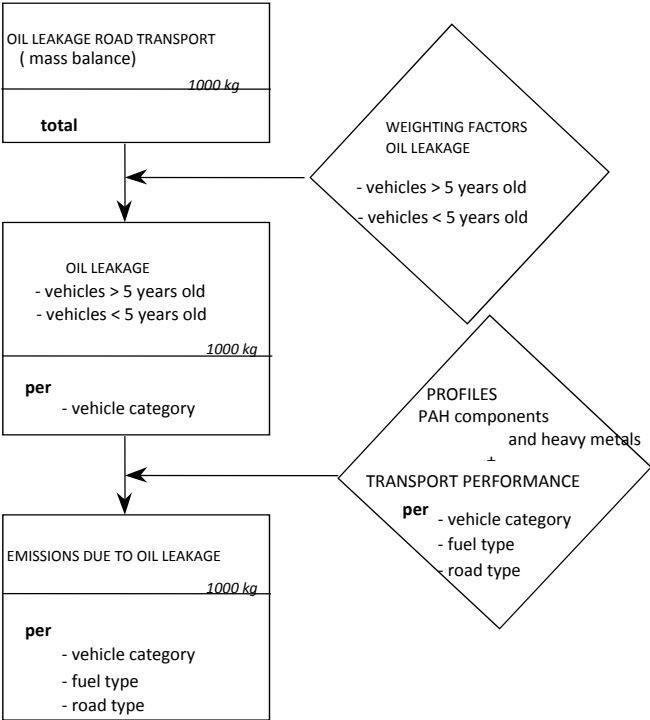 OIL LEAKAGE ROAD TRANSPORT
( mass balance)
1000 kg
total
WEIGHTING FACTORS
OIL LEAKAGE
- vehicles > 5 years old
- vehicles < 5 years old
OIL LEAKAGE
- vehicles > 5 years old
- vehicles < 5 years old
1000 kg
per
- vehicle category
PROFILES
PAH components
and heavy metals
+
TRANSPORT PERFORMANCE
per
- vehicle category
- fuel type
- road type
EMISSIONS DUE TO OIL LEAKAGE
1000 kg
per
- vehicle category
- fuel type
- road type